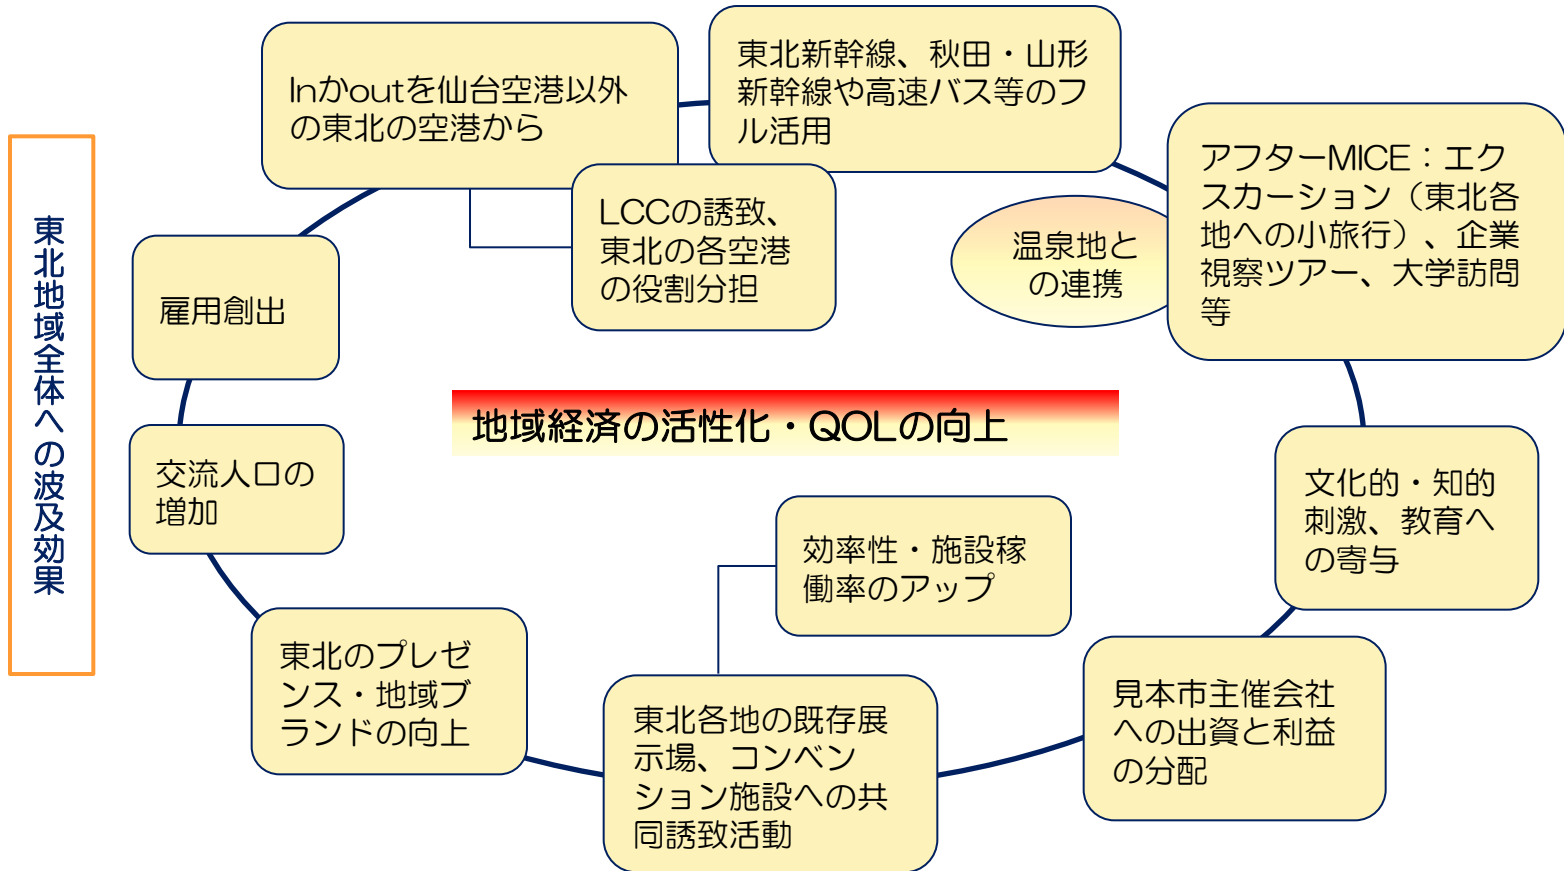 東北地域全体への波及効果
Inかoutを仙台空港以外
の東北の空港から
東北新幹線、秋田・山形
新幹線や高速バス等のフ
ル活用
アフターMICE：エク
スカーション（東北各
地への小旅行）、企業
視察ツアー、大学訪問
等
LCCの誘致、
東北の各空港
の役割分担
温泉地と
の連携
雇用創出
地域経済の活性化・QOLの向上
交流人口の
増加
文化的・知的
刺激、教育へ
の寄与
効率性・施設稼
働率のアップ
東北のプレゼ
ンス・地域ブ
ランドの向上
東北各地の既存展
示場、コンベン
ション施設への共
同誘致活動
見本市主催会社
への出資と利益
の分配